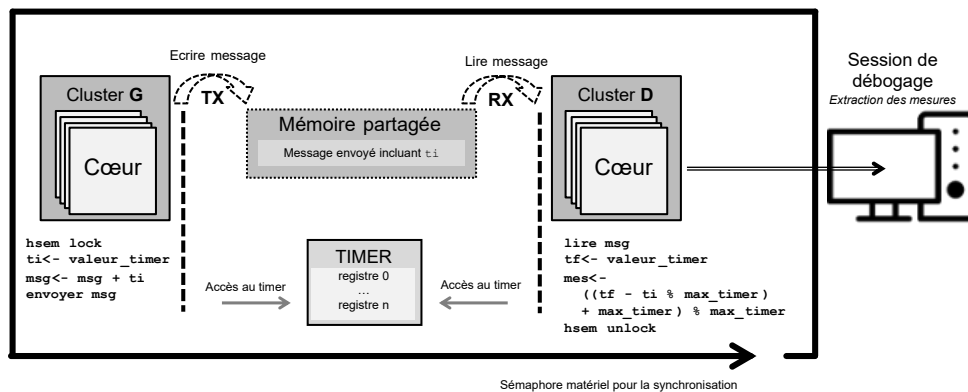 Ecrire message
Lire message
Session de
débogage
Extraction des mesures
Cluster G
TX
RX
Cluster D
Mémoire partagée
Message envoyé incluant ti
Cœur
Cœur
hsem lock
ti<- valeur_timer
msg<- msg + ti
envoyer msg
Accès au timer
TIMER
registre 0
...
registre n
Accès au timer
lire msg
tf<- valeur_timer
mes<-
((tf - ti % max_timer)
+ max_timer) % max_timer
hsem unlock
Sémaphore matériel pour la synchronisation